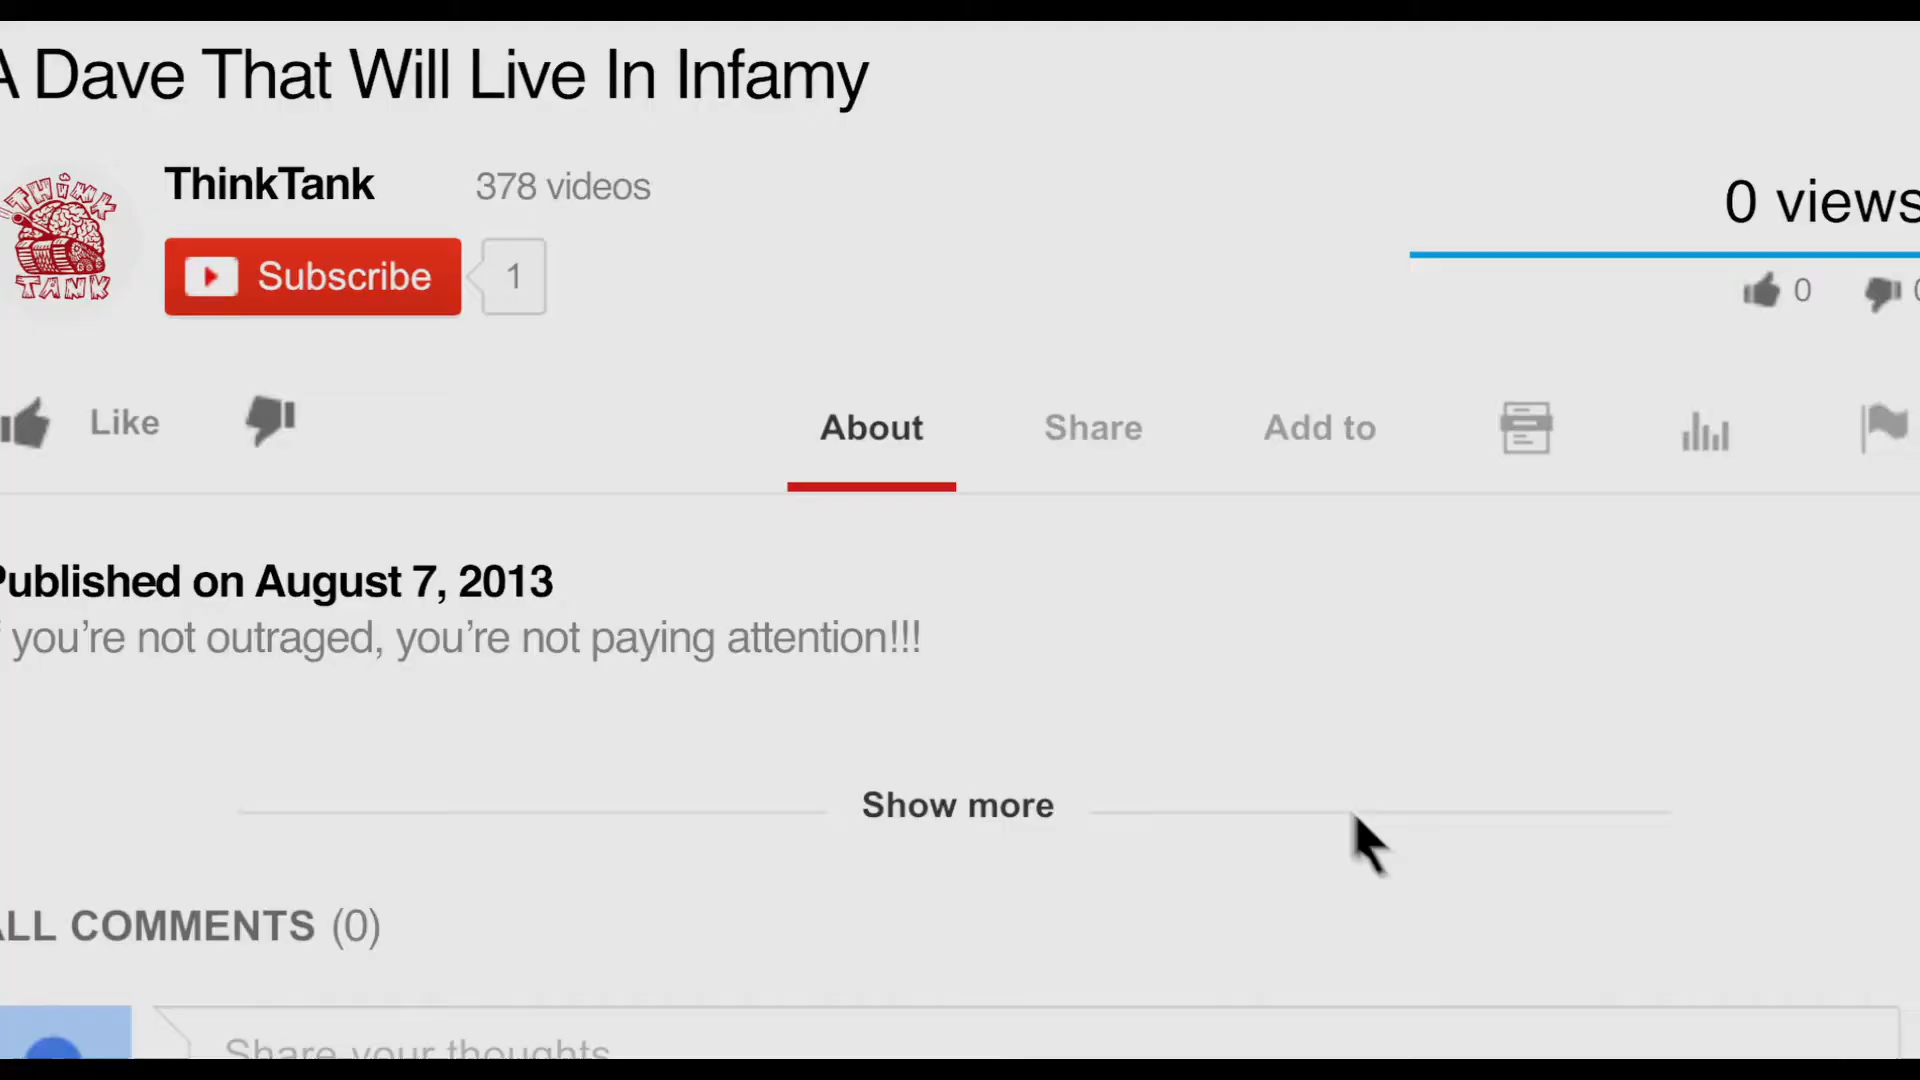 A Dave That Will Live In Infamy
THINK
TANK
ThinkTank 378 videos
0 views
Subscribe 1
0
Like
About Share Add to
Published on August 7, 2013
you're not outraged, you're not paying attention!!!
Show more
ALL COMMENTS (0)
Share your thoughts